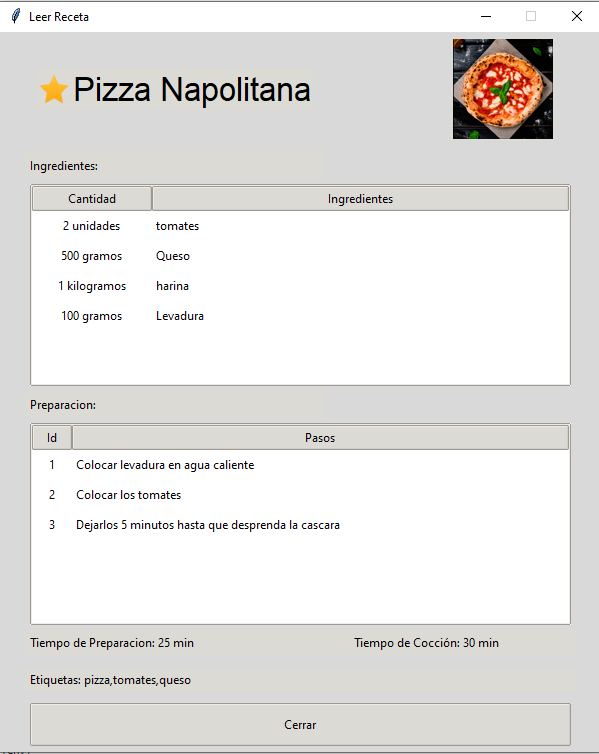 Leer Receta
Pizza Napolitana
Ingredientes:
Cantidad Ingredientes
2 unidades tomates
500 gramos Queso
1 kilogramos harina
100 gramos Levadura
Preparacion:
Id Pasos
1 Colocar levadura en agua caliente
2 Colocar los tomates
3 Dejarlos 5 minutos hasta que desprenda la cascara
Tiempo de Preparacion: 25 min Tiempo de Cocción: 30 min
Etiquetas: pizza,tomates,queso
Cerrar